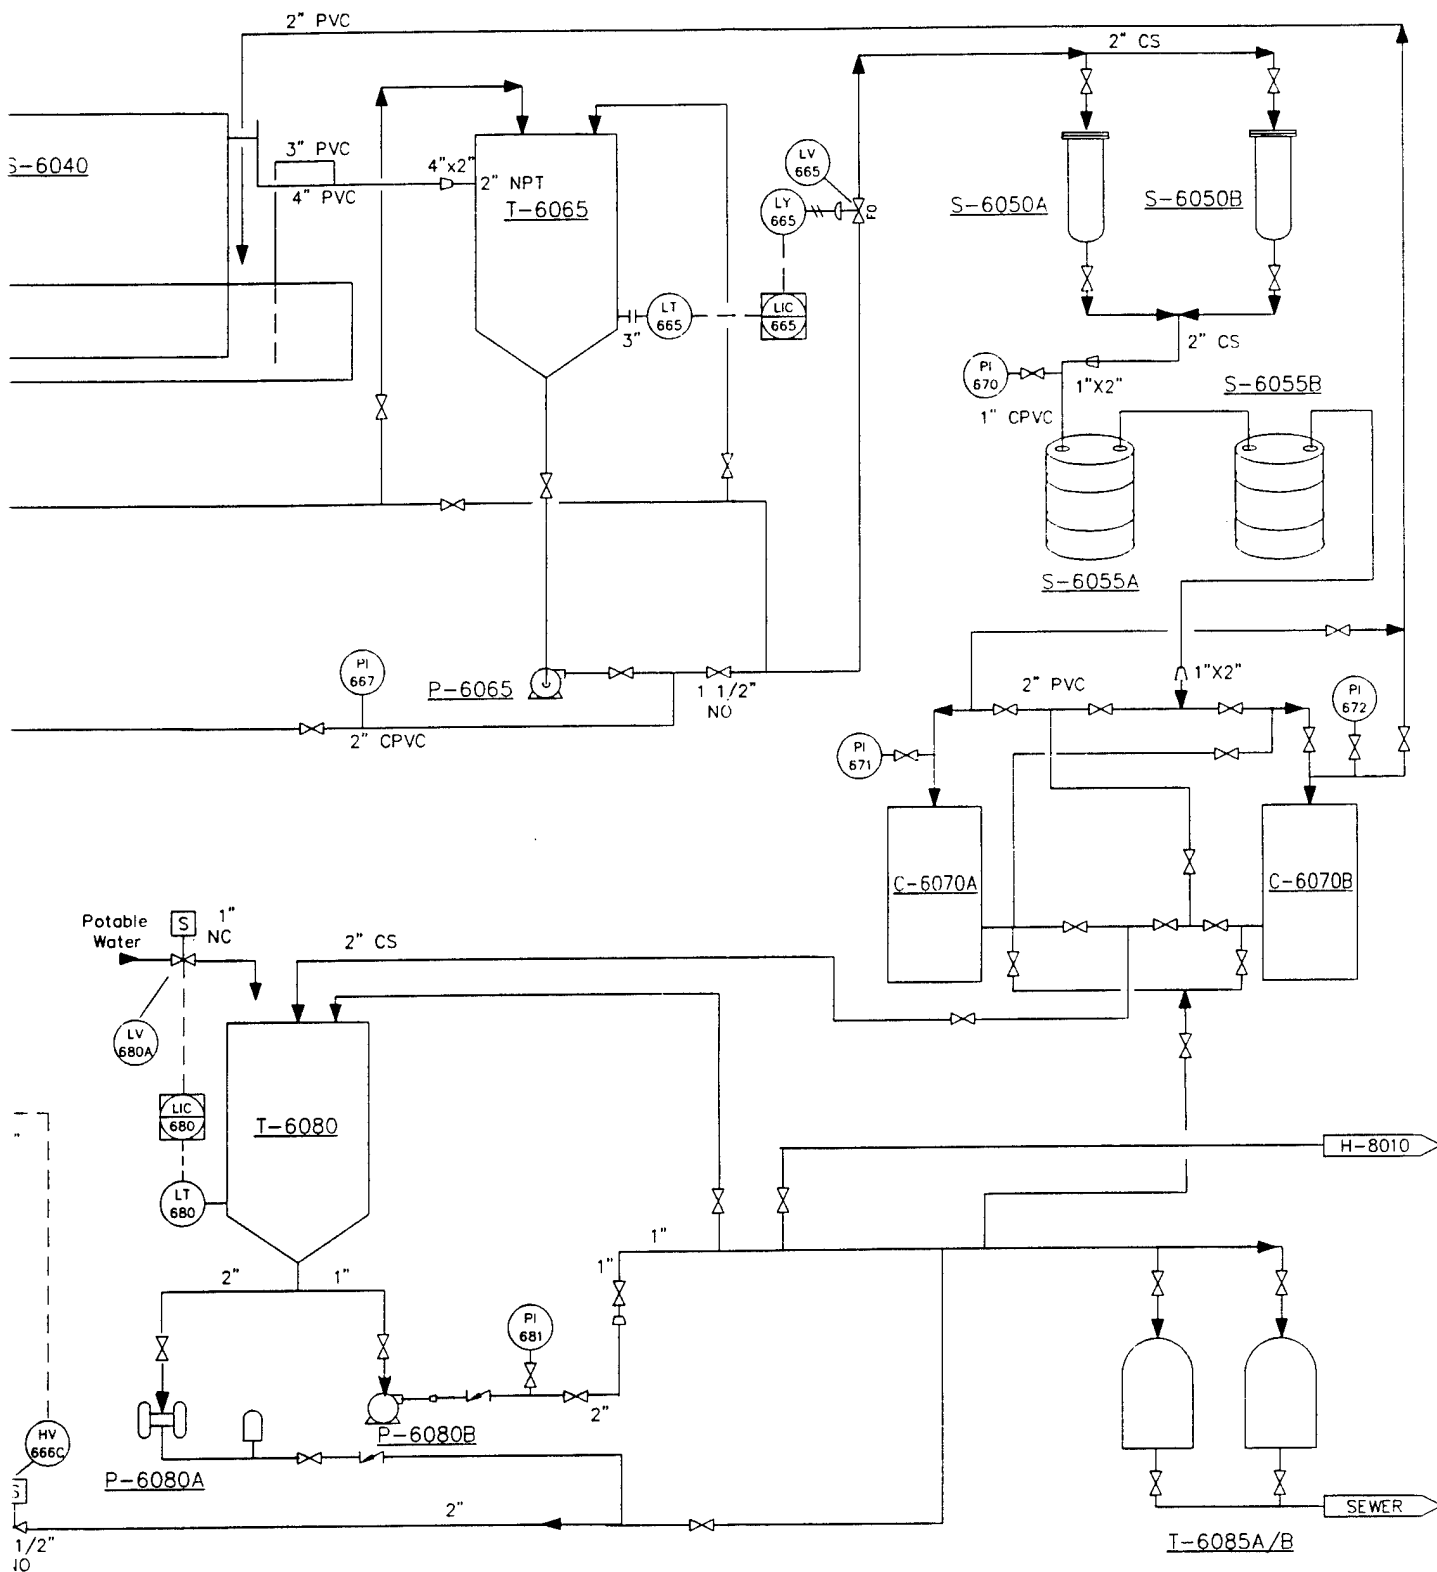 2" PVC
2" CS
S-6040
3" PVC
4"x2"
4" PVC
2" NPT
T-6065
LV
665
LY
665
FO
S-6050A
S-6050B
LT
665
3"
LIC
665
2" CS
PI
670
1"X2"
S-6055B
1" CPVC
S-6055A
PI
667
P-6065
1 1/2"
NO
2" CPVC
1"X2"
2" PVC
PI
672
PI
671
C-6070A
C-6070B
Potable
Water
S
1"
NC
2" CS
LV
680A
LIC
680
T-6080
"
H-8010
LT
680
1"
2"
1"
1"
PI
681
2"
P-6080B
HV
666C
P-6080A
S
2"
SEWER
1/2"
NO
T-6085A/B